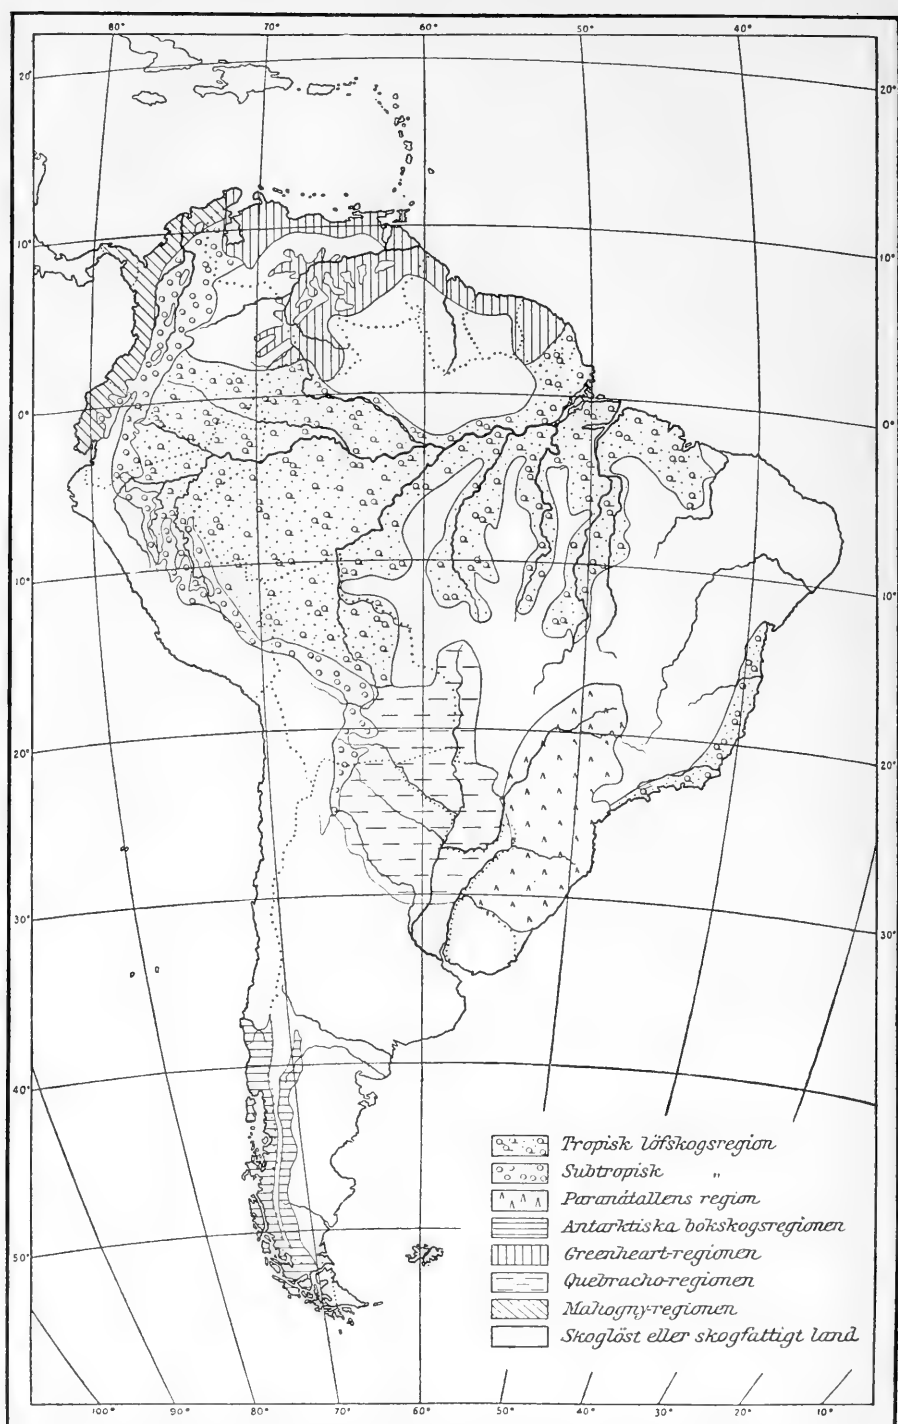 80° 70° 60° 50° 40°
20° 20°
10° 10°
0° 0°
10° 10°
20° 20°
30° 30°
40°
50°
Tropisk löfskogsregion
Subtropisk „
Paranátallens region
Antarktiska bokskogsregionen
Greenheart-regionen
Quebracho-regionen
Mahogny-regionen
Skoglöst eller skogfattigt land
100° 90° 80° 70° 60° 50° 40° 30° 20° 10°